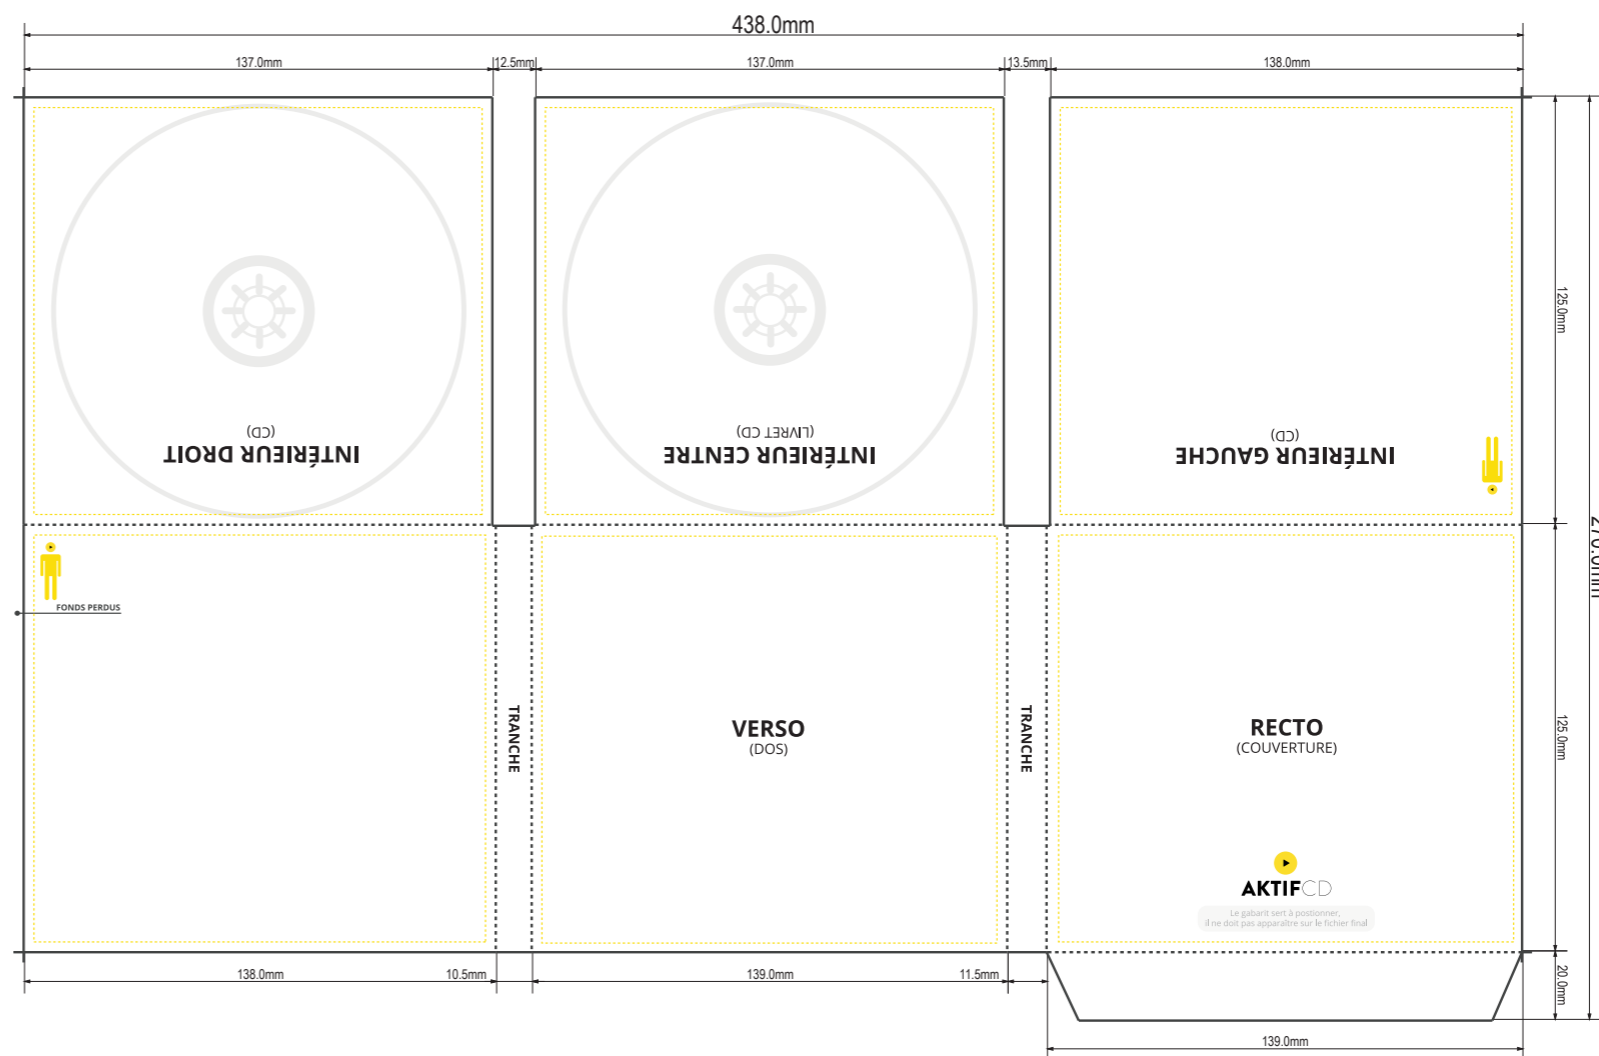 438.0mm
137.0mm
12.5mm
137.0mm
13.5mm
138.0mm
125.0mm
(CD)
INTÉRIEUR DROIT
(LIVRET CD)
INTÉRIEUR CENTRE
(CD)
INTÉRIEUR GAUCHE
270.0mm
FONDS PERDUS
TRANCHE
VERSO
(DOS)
TRANCHE
RECTO
(COUVERTURE)
125.0mm
AKTIFCD
Le gabarit sert à postionner,
il ne doit pas apparaître sur le fichier final
138.0mm
10.5mm
139.0mm
11.5mm
20.0mm
139.0mm